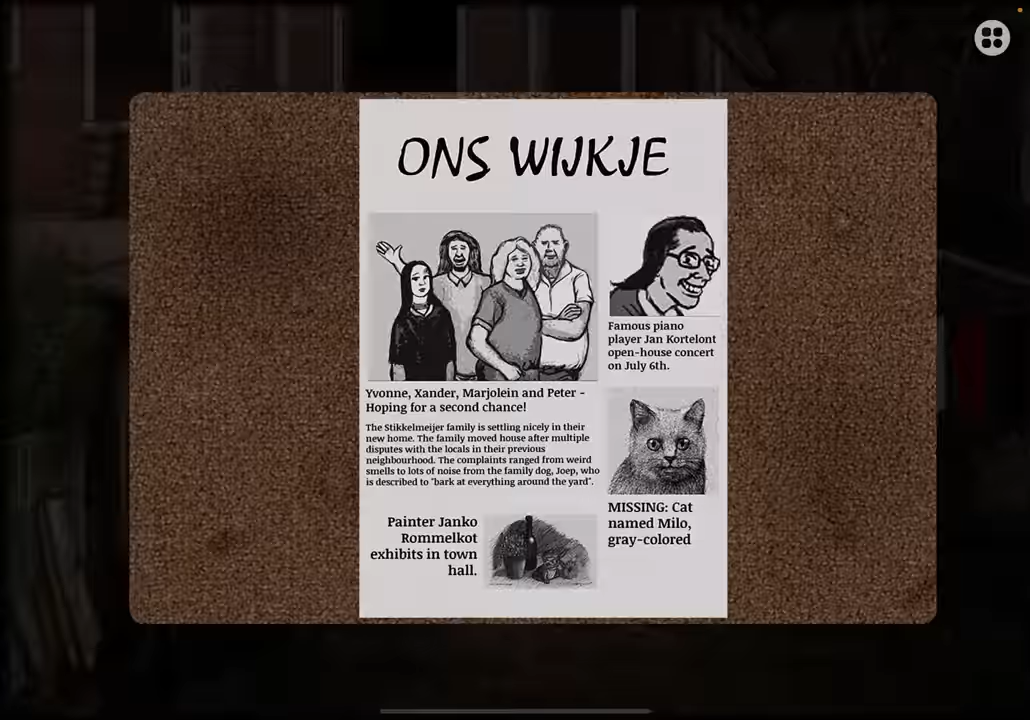 ONS WIJKJE
Yvonne, Xander, Marjolein and Peter -
Hoping for a second chance!
The Stikkelmeijer family is settling nicely in their
new home. The family moved house after multiple
disputes with the locals in their previous
neighbourhood. The complaints ranged from weird
smells to lots of noise from the family dog, Joep, who
is described to "bark at everything around the yard".
Painter Janko
Rommelkot
exhibits in town
hall.
Famous piano
player Jan Kortelont
open-house concert
on July 6th.
MISSING: Cat
named Milo,
gray-colored